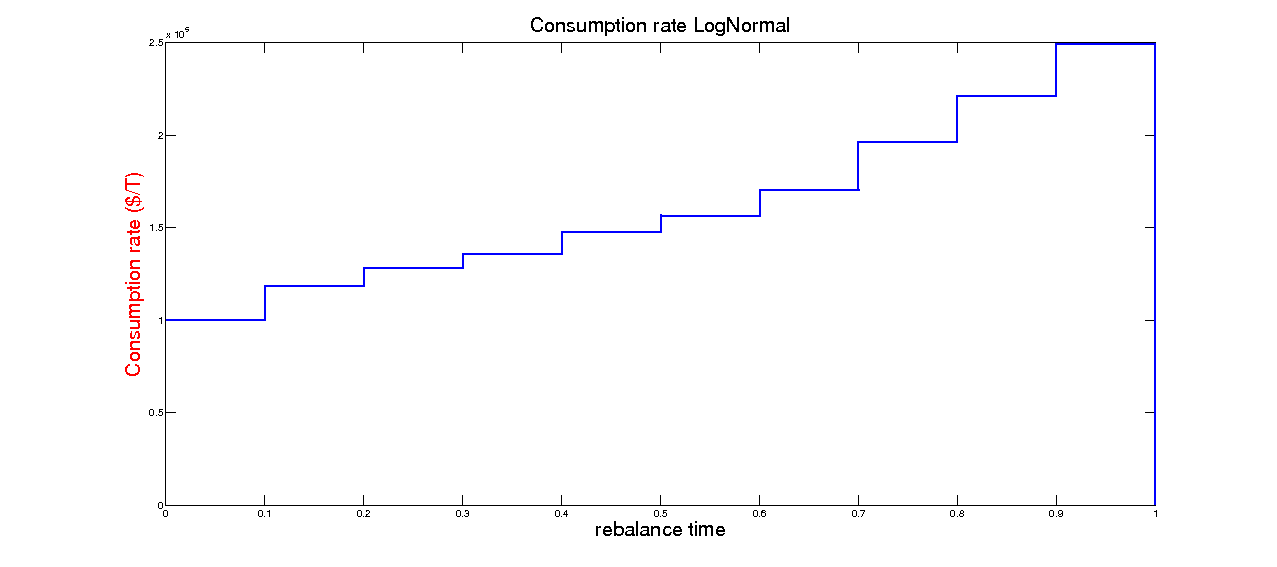 Consumption rate LogNormal
x 10^5
2.5
2
1.5
1
0.5
0
Consumption rate ($/T)
0 0.1 0.2 0.3 0.4 0.5 0.6 0.7 0.8 0.9 1
rebalance time